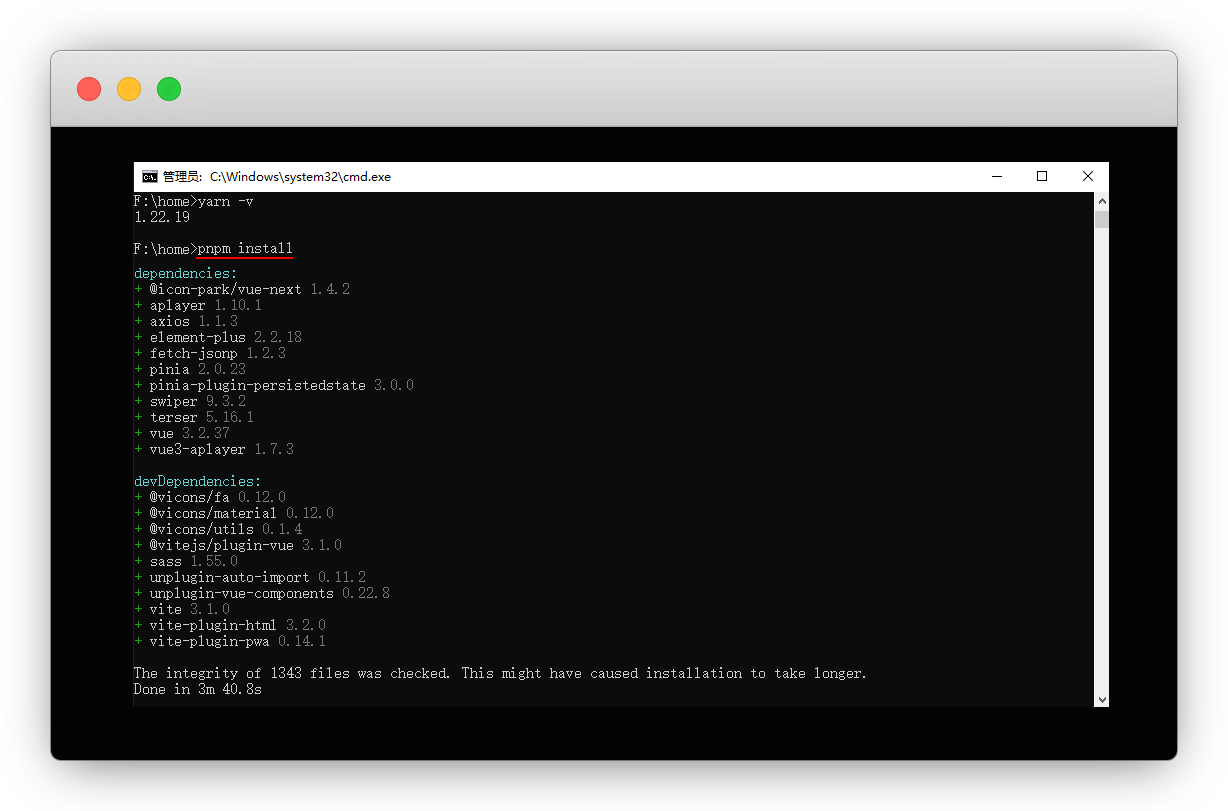 管理员: C:\Windows\system32\cmd.exe
F:\home>yarn -v
1.22.19
F:\home>pnpm install
dependencies:
+ @icon-park/vue-next 1.4.2
+ aplayer 1.10.1
+ axios 1.1.3
+ element-plus 2.2.18
+ fetch-jsonp 1.2.3
+ pinia 2.0.23
+ pinia-plugin-persistedstate 3.0.0
+ swiper 9.3.2
+ terser 5.16.1
+ vue 3.2.37
+ vue3-aplayer 1.7.3
devDependencies:
+ @vicons/fa 0.12.0
+ @vicons/material 0.12.0
+ @vicons/utils 0.1.4
+ @vitejs/plugin-vue 3.1.0
+ sass 1.55.0
+ unplugin-auto-import 0.11.2
+ unplugin-vue-components 0.22.8
+ vite 3.1.0
+ vite-plugin-html 3.2.0
+ vite-plugin-pwa 0.14.1
The integrity of 1343 files was checked. This might have caused installation to take longer.
Done in 3m 40.8s